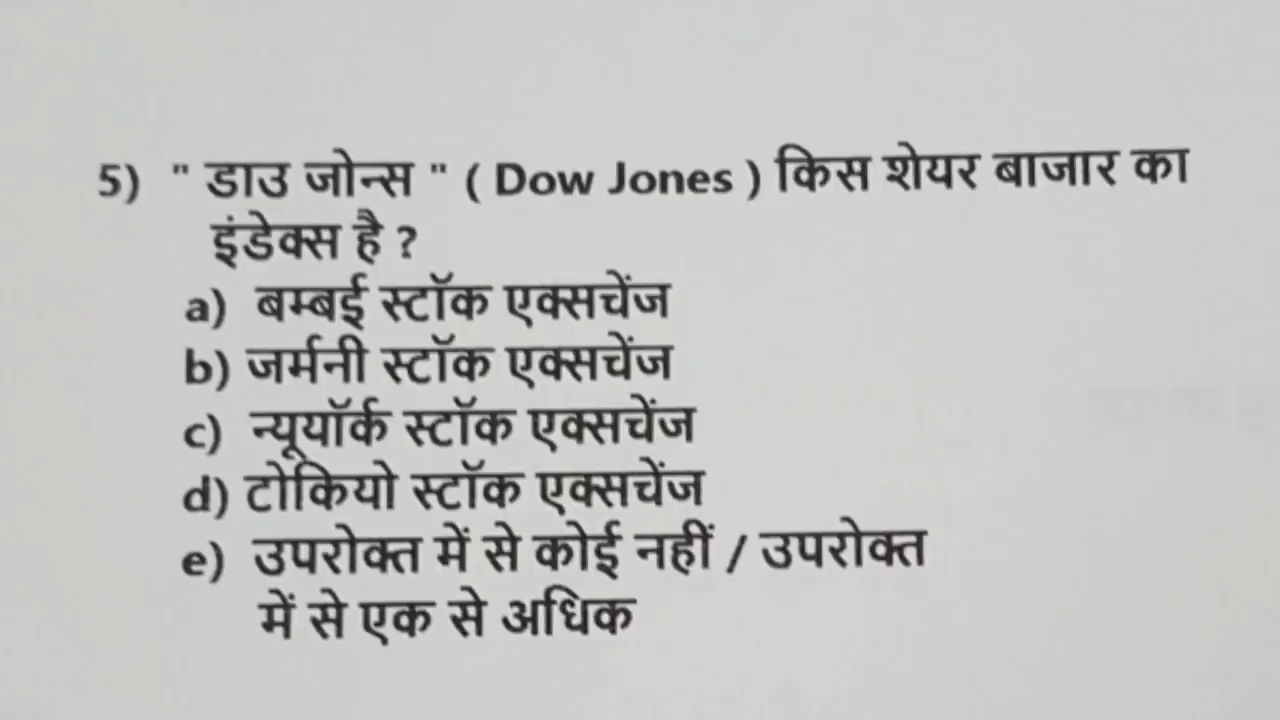 5) " डाउ जोन्स " ( Dow Jones ) किस शेयर बाजार का
इंडेक्स है ?
a) बम्बई स्टॉक एक्सचेंज
b) जर्मनी स्टॉक एक्सचेंज
c) न्यूयॉर्क स्टॉक एक्सचेंज
d) टोकियो स्टॉक एक्सचेंज
e) उपरोक्त में से कोई नहीं / उपरोक्त
में से एक से अधिक